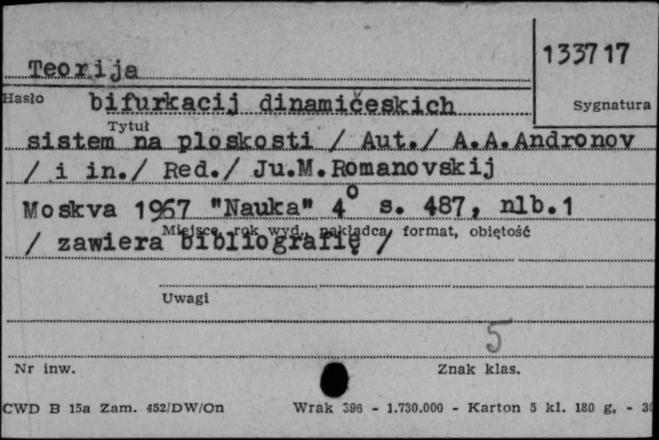 Teorija
133717
Hasło
bifurkacij dinamičeskich
Sygnatura
Tytuł
sistem na ploskosti / Aut./ A.A.Andronov
/ i in./ Red./ Ju.M.Romanovskij
Moskva 1967 "Nauka" 4° s. 487, nlb.1
Miejsce, rok wyd., nakładca, format, objętość
/ zawiera bibliografię /
Uwagi
5
Nr inw.
Znak klas.
CWD B 15a Zam. 452/DW/On
Wrak 396 - 1.730.000 - Karton 5 kl. 180 g, - 30